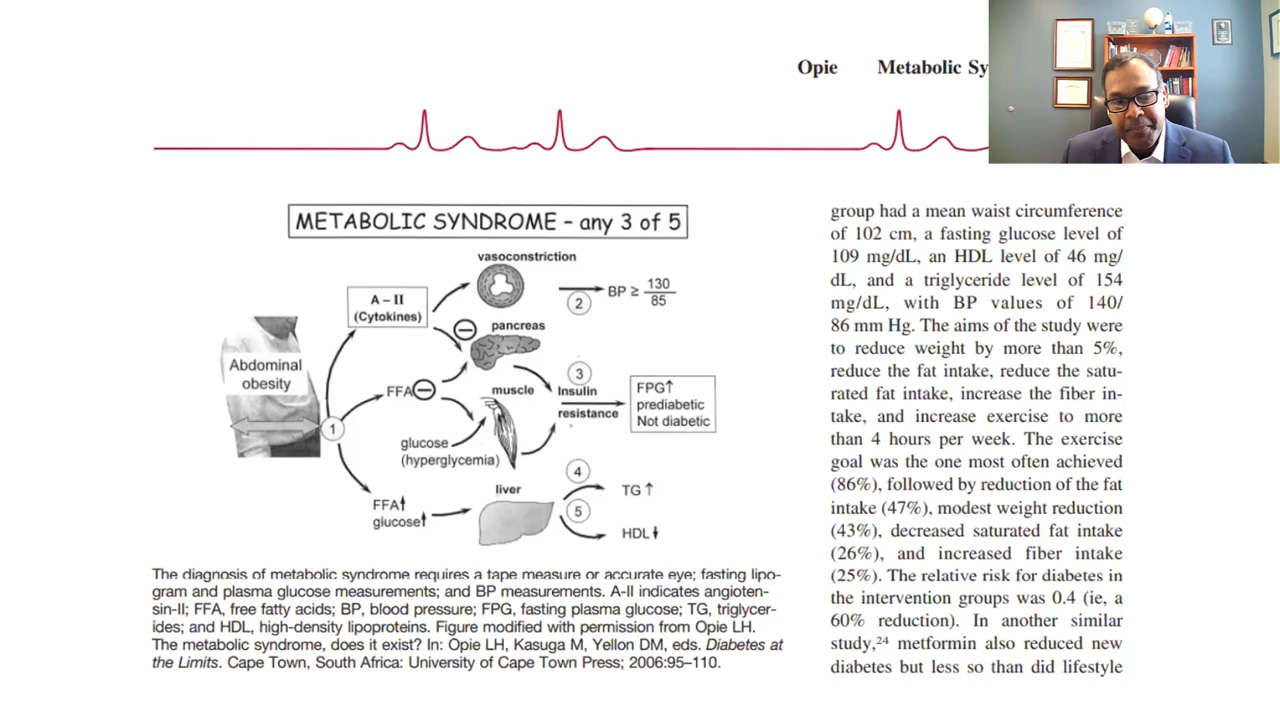 Opie Metabolic Sy
METABOLIC SYNDROME – any 3 of 5
vasoconstriction
A – II
(Cytokines)
2
BP ≥ 130
85
pancreas
Abdominal
obesity
1
FFA
muscle
3
Insulin
resistance
FPG↑
prediabetic
Not diabetic
glucose
(hyperglycemia)
4
TG ↑
liver
FFA↑
glucose↑
5
HDL↓
The diagnosis of metabolic syndrome requires a tape measure or accurate eye; fasting lipo-
gram and plasma glucose measurements; and BP measurements. A-II indicates angioten-
sin-II; FFA, free fatty acids; BP, blood pressure; FPG, fasting plasma glucose; TG, triglycer-
ides; and HDL, high-density lipoproteins. Figure modified with permission from Opie LH.
The metabolic syndrome, does it exist? In: Opie LH, Kasuga M, Yellon DM, eds. Diabetes at
the Limits. Cape Town, South Africa: University of Cape Town Press; 2006:95–110.
group had a mean waist circumference
of 102 cm, a fasting glucose level of
109 mg/dL, an HDL level of 46 mg/
dL, and a triglyceride level of 154
mg/dL, with BP values of 140/
86 mm Hg. The aims of the study were
to reduce weight by more than 5%,
reduce the fat intake, reduce the satu-
rated fat intake, increase the fiber in-
take, and increase exercise to more
than 4 hours per week. The exercise
goal was the one most often achieved
(86%), followed by reduction of the fat
intake (47%), modest weight reduction
(43%), decreased saturated fat intake
(26%), and increased fiber intake
(25%). The relative risk for diabetes in
the intervention groups was 0.4 (ie, a
60% reduction). In another similar
study,²⁴ metformin also reduced new
diabetes but less so than did lifestyle